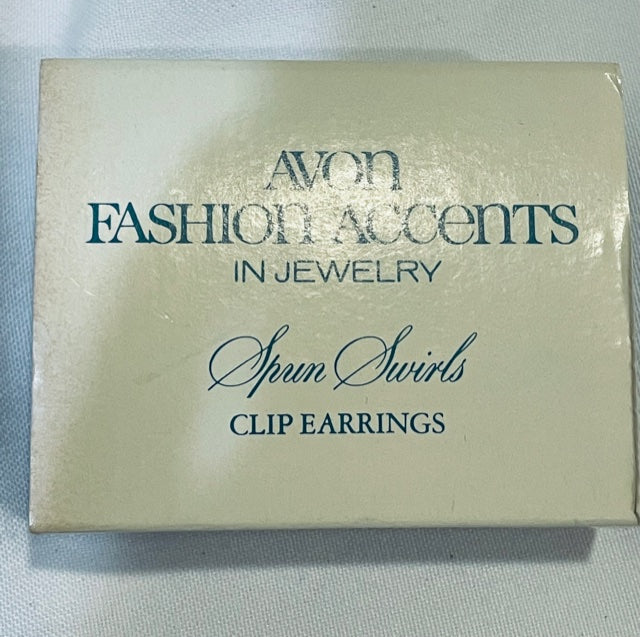 AVON
FASHION ACCENTS
IN JEWELRY
Spun Swirls
CLIP EARRINGS